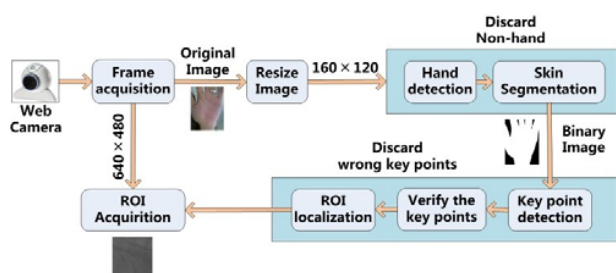 Discard
Non-hand
Original
Image
160×120
Frame
acquisition
Resize
Image
Hand
detection
Skin
Segmentation
Web
Camera
640×480
Binary
Image
Discard
wrong key points
ROI
Acquirition
ROI
localization
Verify the
key points
Key point
detection